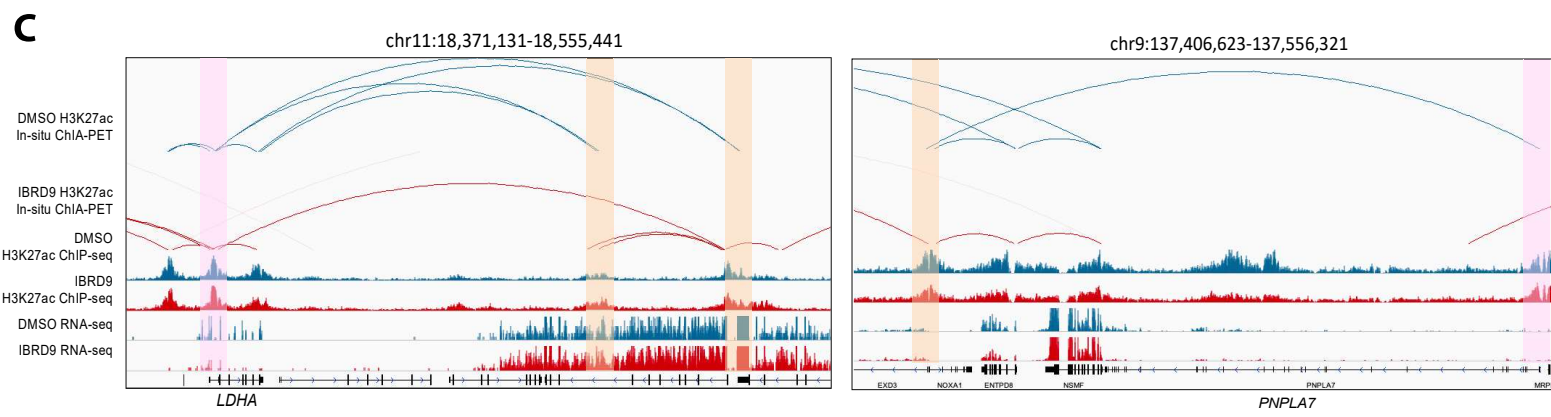 C
chr11:18,371,131-18,555,441
chr9:137,406,623-137,556,321
DMSO H3K27ac
In-situ ChIA-PET
IBRD9 H3K27ac
In-situ ChIA-PET
DMSO
H3K27ac ChIP-seq
IBRD9
H3K27ac ChIP-seq
DMSO RNA-seq
IBRD9 RNA-seq
EXD3 NOXA1 ENTPD8 NSMF PNPLA7 MRP
LDHA
PNPLA7